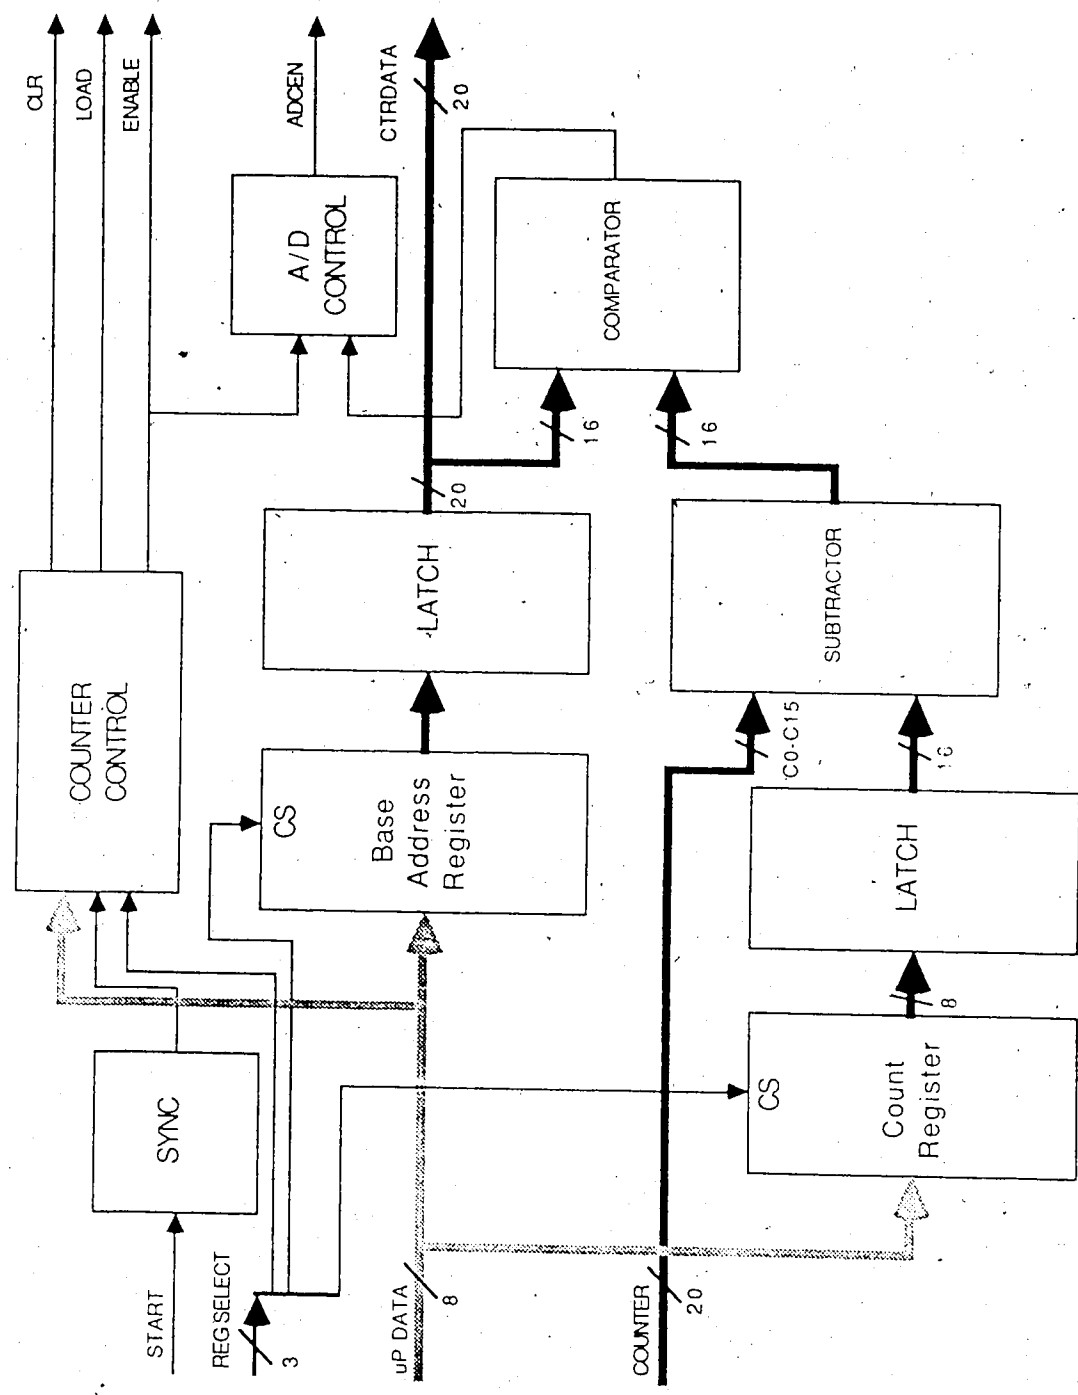 START
REGSELECT
3
uP DATA
8
COUNTER
20
SYNC
COUNTER
CONTROL
CS
Base
Address
Register
LATCH
20
CS
Count
Register
8
LATCH
16
C0-C15
SUBTRACTOR
16
16
COMPARATOR
A/D
CONTROL
CLR
LOAD
ENABLE
ADCEN
CTRDATA
20